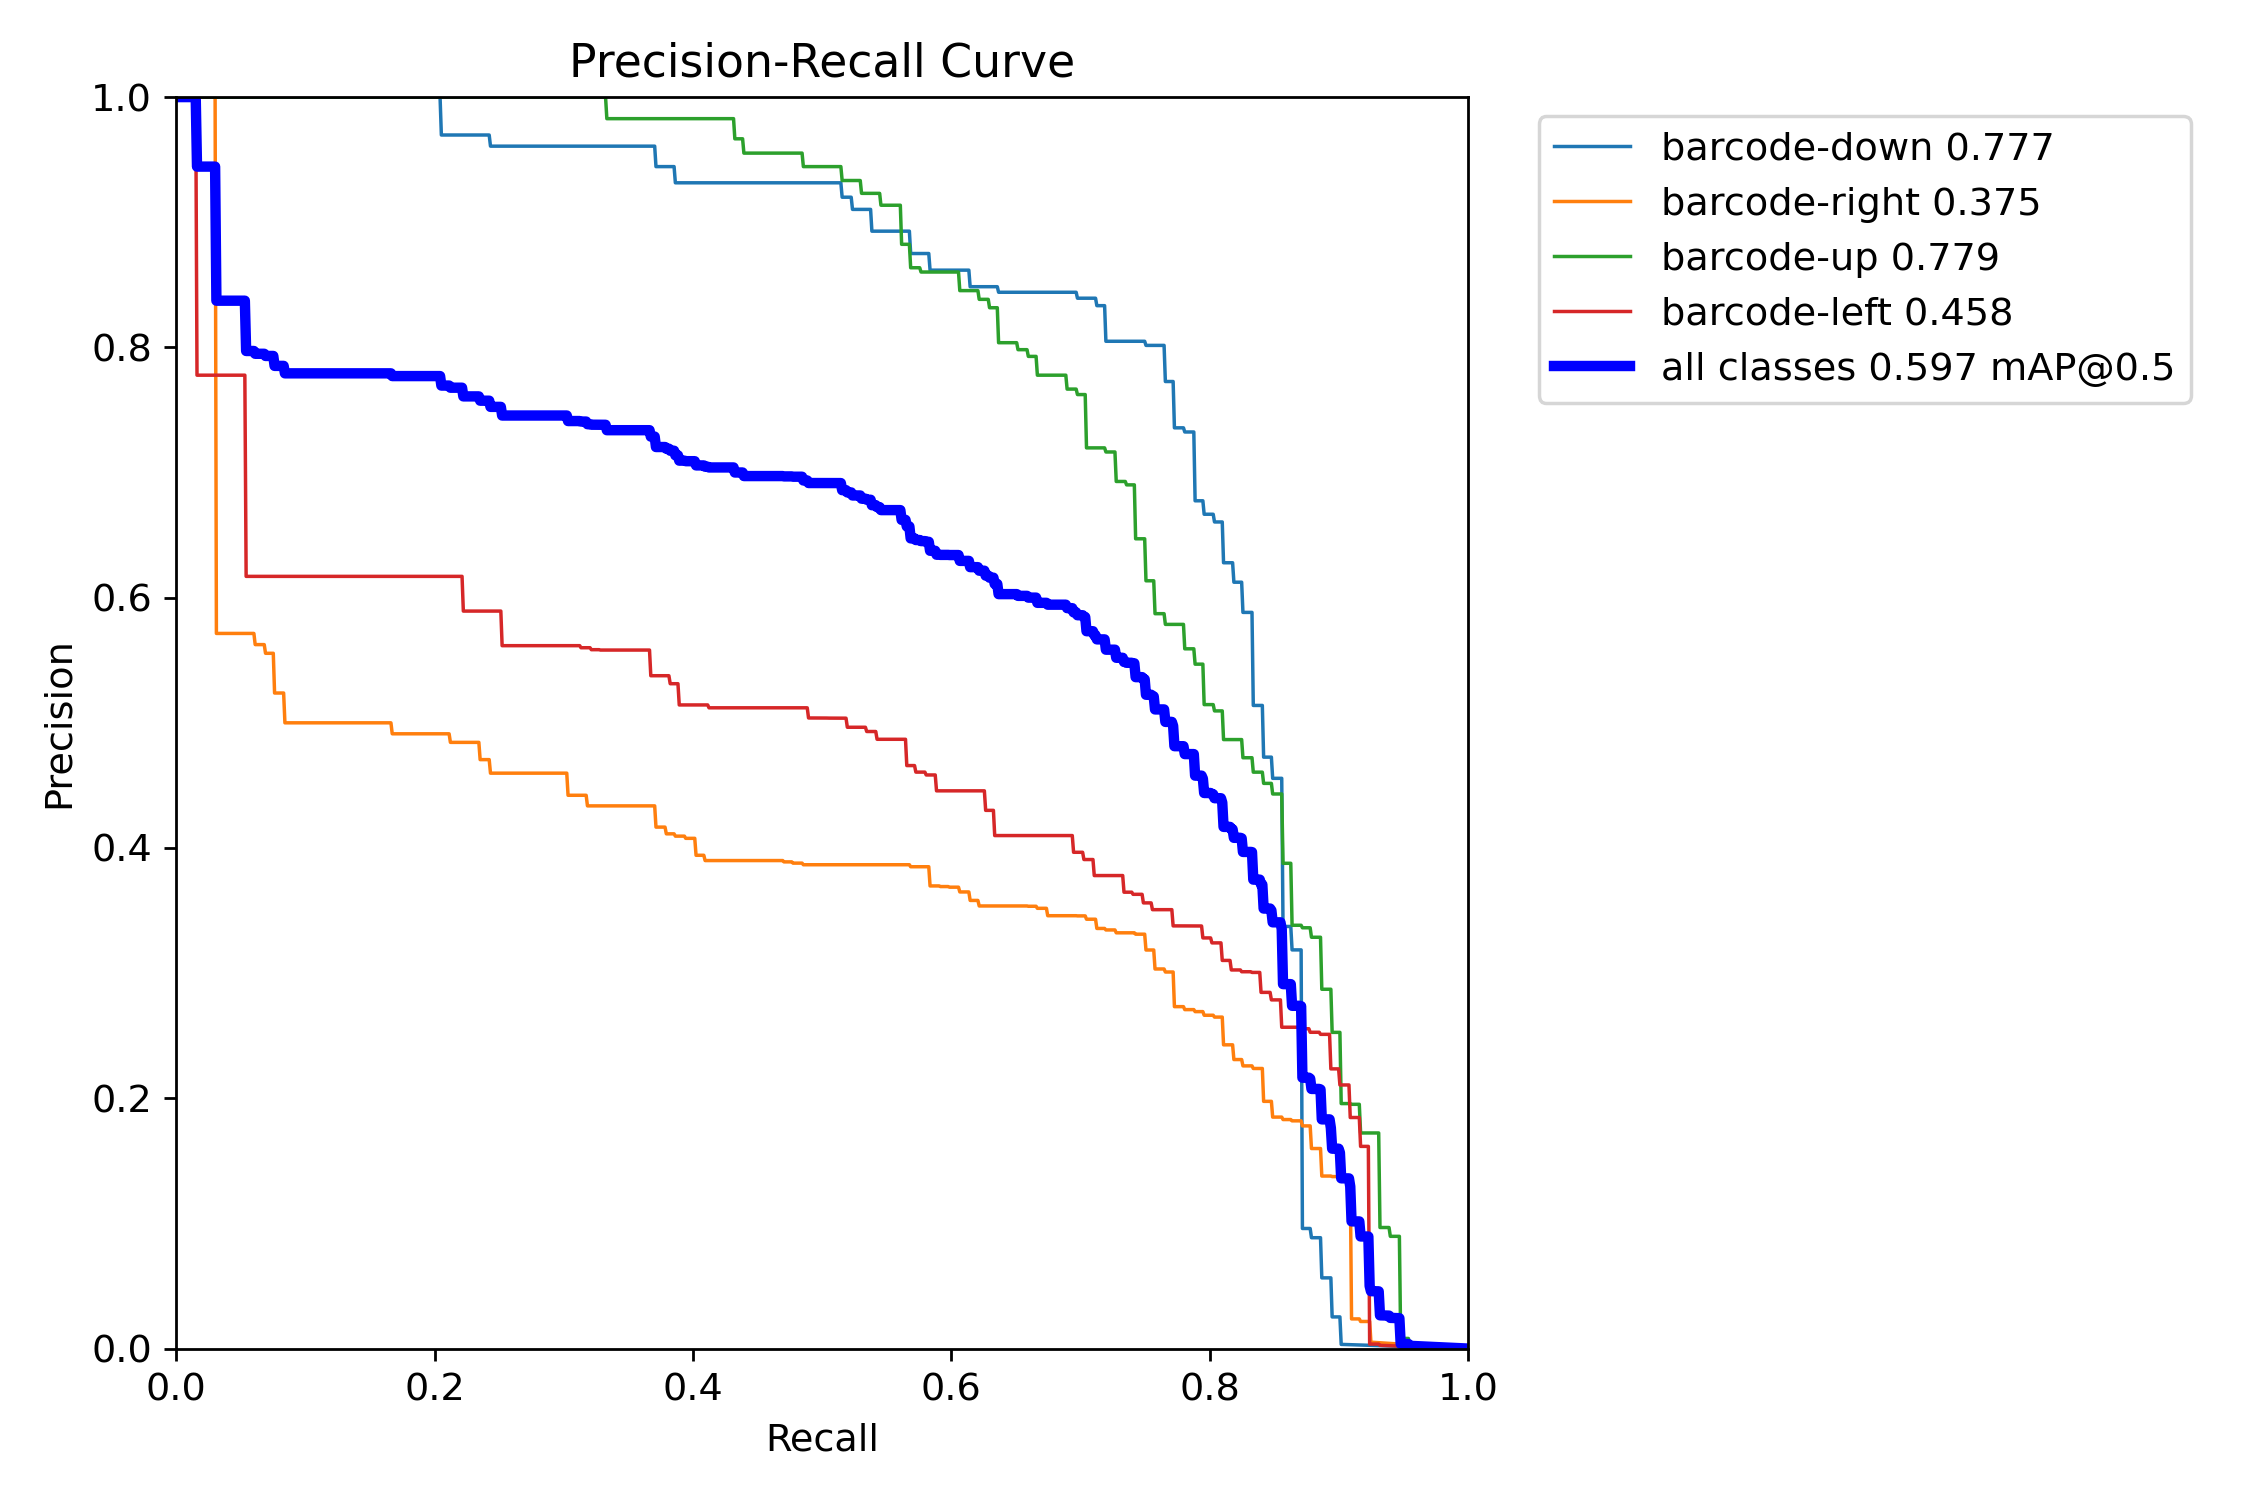 Precision-Recall Curve
1.0
0.8
0.6
0.4
0.2
0.0
Precision
0.0 0.2 0.4 0.6 0.8 1.0
Recall
barcode-down 0.777
barcode-right 0.375
barcode-up 0.779
barcode-left 0.458
all classes 0.597 mAP@0.5